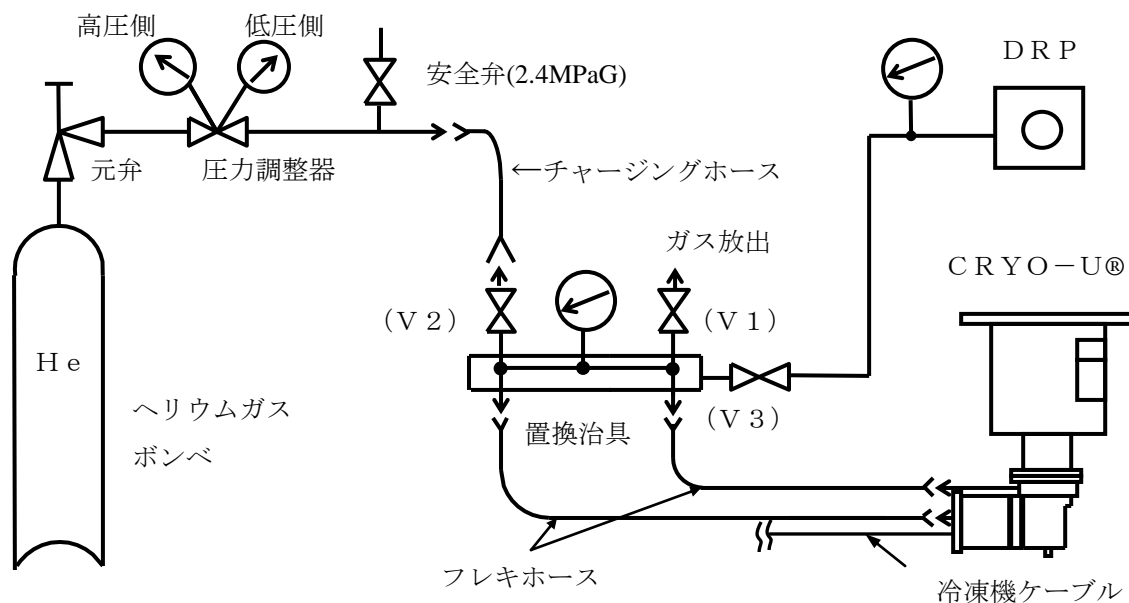 高圧側
低圧側
安全弁(2.4MPaG)
ＤＲＰ
元弁
圧力調整器
←チャージングホース
ガス放出
ＣＲＹＯ－Ｕ®
（Ｖ２）
（Ｖ１）
Ｈｅ
ヘリウムガス
ボンベ
置換治具
（Ｖ３）
フレキホース
冷凍機ケーブル